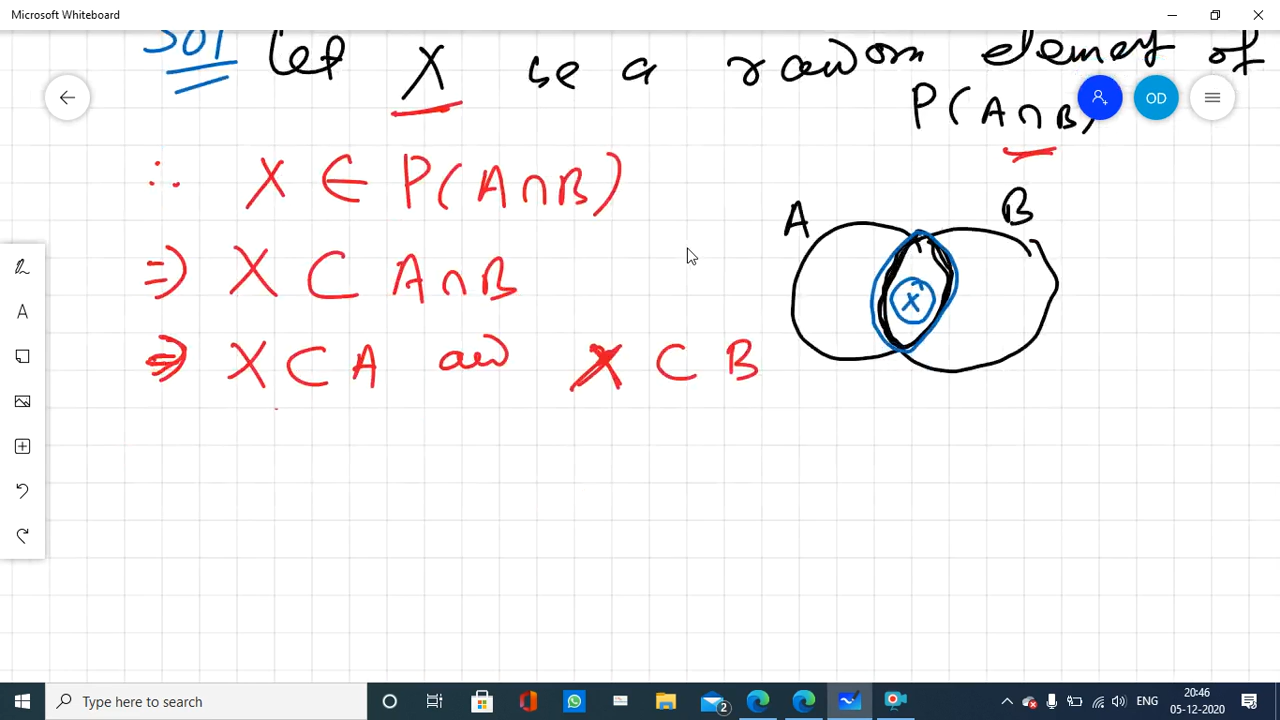 Microsoft Whiteboard
Sol Let X be a random element of
P(A∩B)
OD
∴ X ∈ P(A∩B)
A B
⇒ X ⊂ A∩B
X
⇒ X ⊂ A and X ⊂ B
A
Type here to search
2
ENG
20:46
05-12-2020